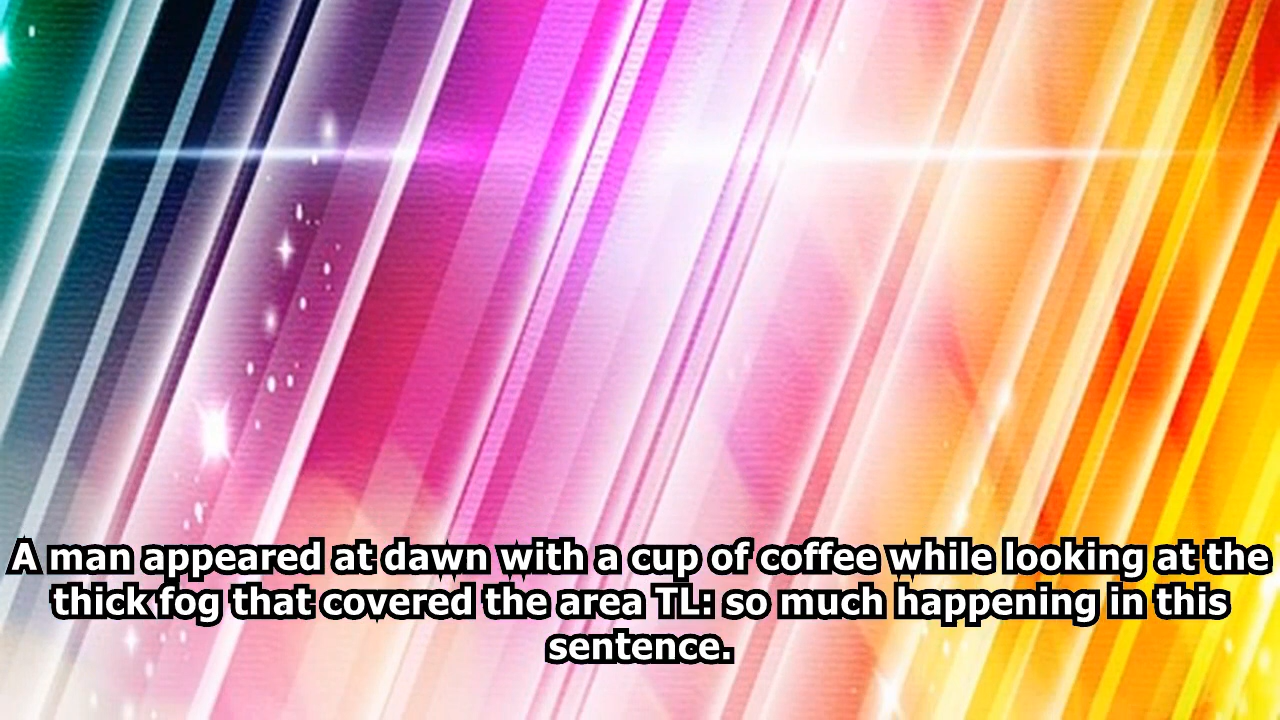 A man appeared at dawn with a cup of coffee while looking at the
thick fog that covered the area TL: so much happening in this
sentence.